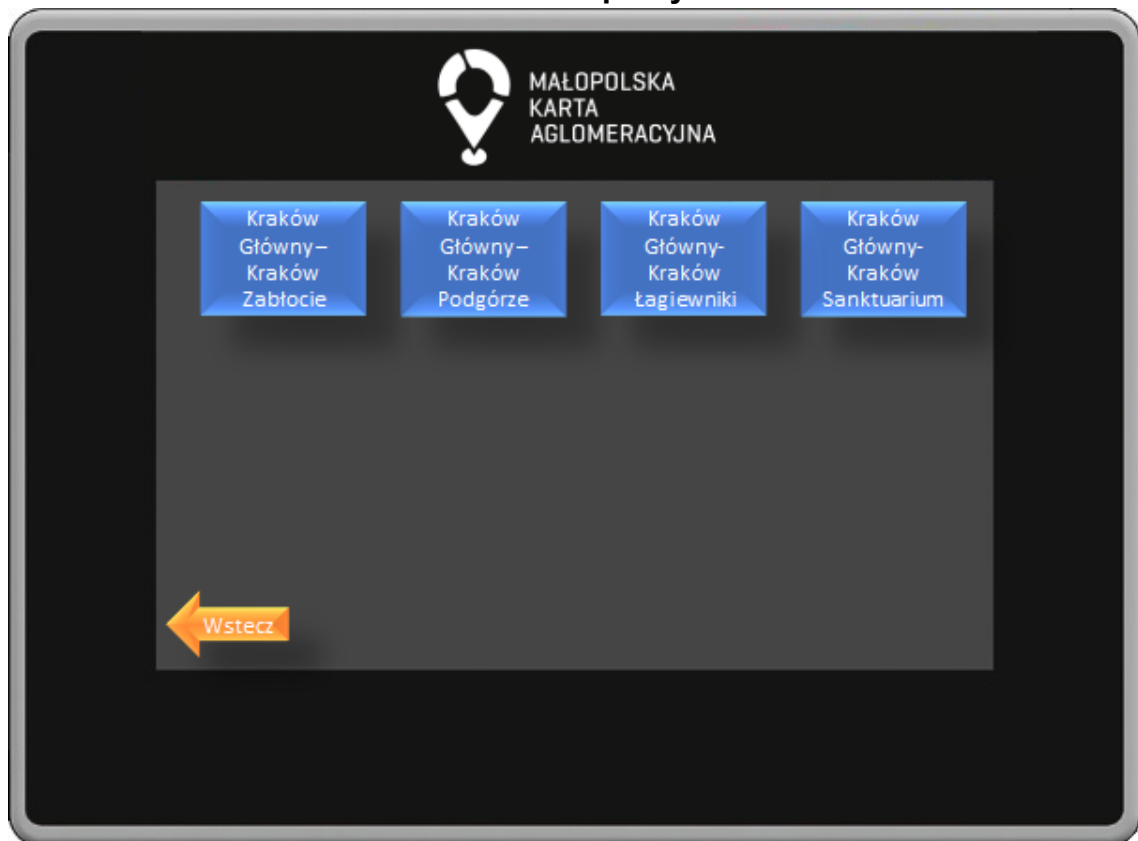 MAŁOPOLSKA
KARTA
AGLOMERACYJNA
Kraków
Główny–
Kraków
Zabłocie
Kraków
Główny–
Kraków
Podgórze
Kraków
Główny-
Kraków
Łagiewniki
Kraków
Główny-
Kraków
Sanktuarium
Wstecz